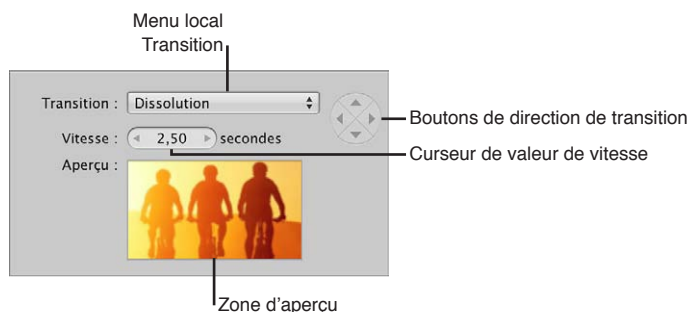 Menu local
Transition
Transition : Dissolution
Boutons de direction de transition
Vitesse : 2,50 secondes
Curseur de valeur de vitesse
Aperçu :
Zone d'aperçu